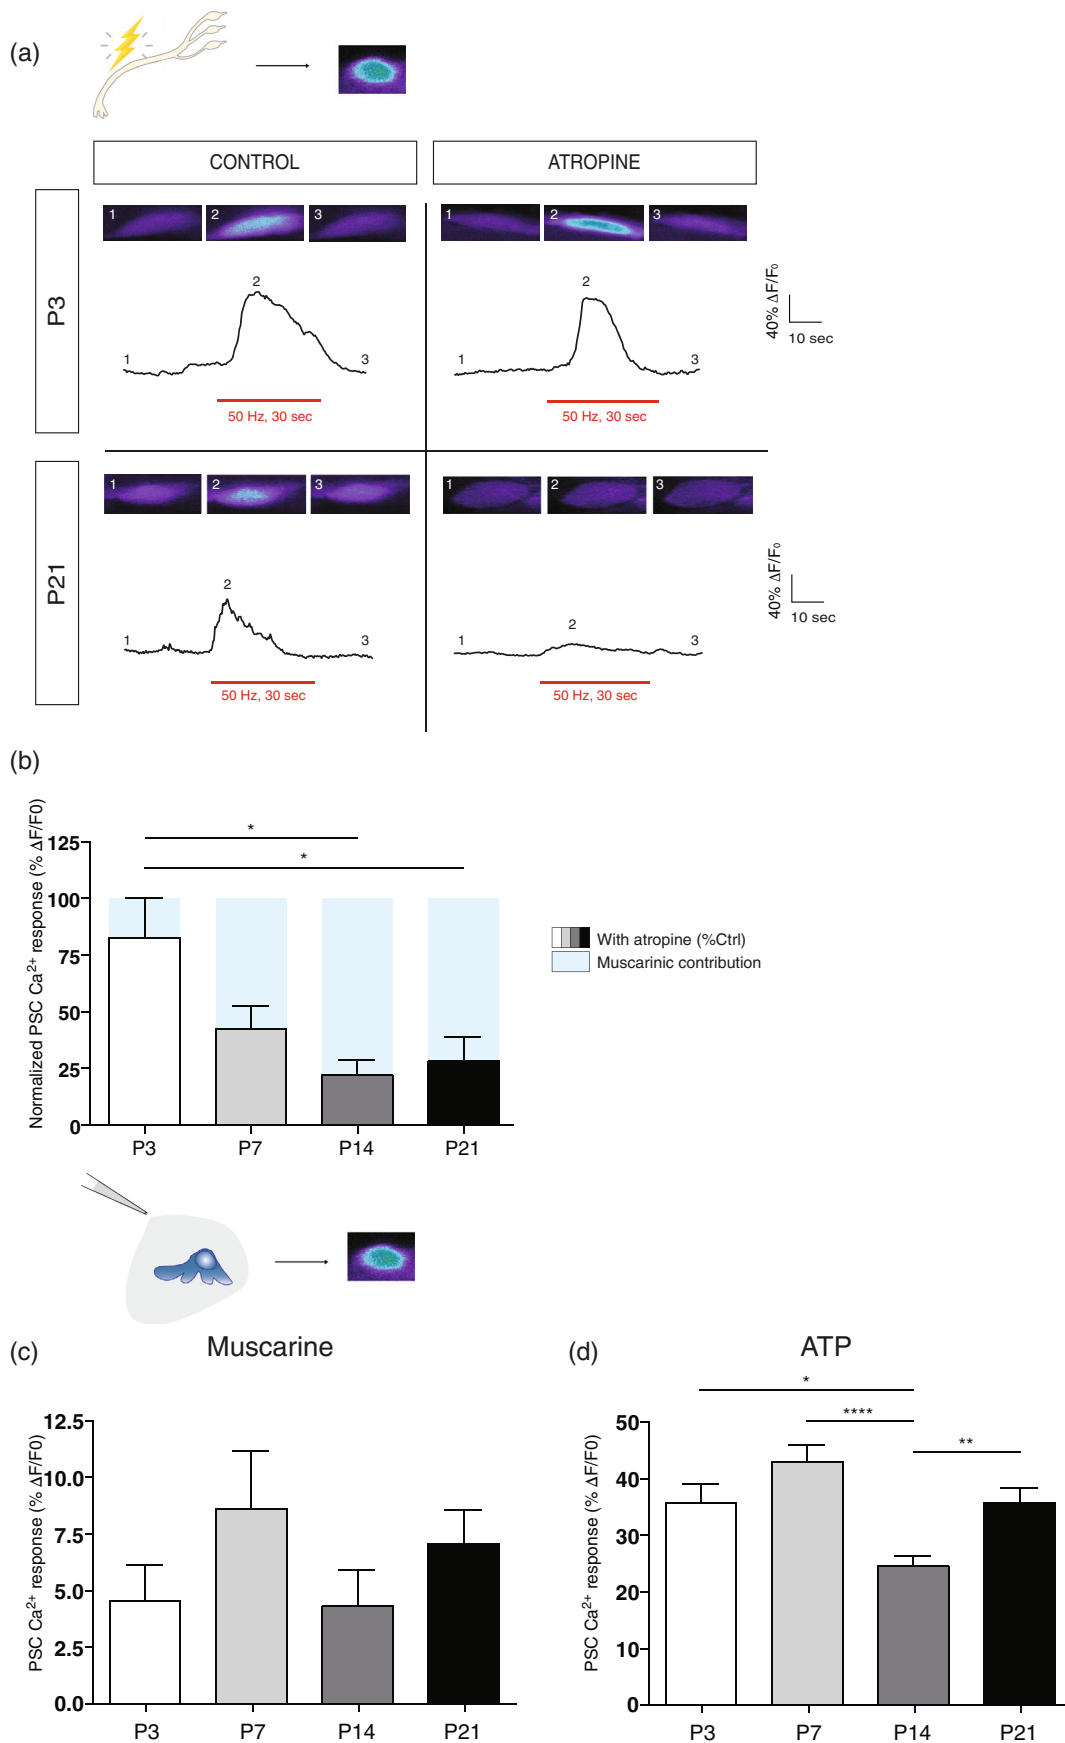 (a)
CONTROL
ATROPINE
P3
1
2
3
1
2
3
1
2
3
50 Hz, 30 sec
1
2
3
50 Hz, 30 sec
40% ΔF/F₀
10 sec
P21
1
2
3
1
2
3
1
2
3
50 Hz, 30 sec
1
2
3
50 Hz, 30 sec
40% ΔF/F₀
10 sec
(b)
Normalized PSC Ca²⁺ response (% ΔF/F0)
125
100
75
50
25
0
*
*
P3
P7
P14
P21
With atropine (%Ctrl)
Muscarinic contribution
(c)
Muscarine
PSC Ca²⁺ response (% ΔF/F0)
12.5
10.0
7.5
5.0
2.5
0.0
P3
P7
P14
P21
(d)
ATP
PSC Ca²⁺ response (% ΔF/F0)
50
40
30
20
10
0
*
****
**
P3
P7
P14
P21